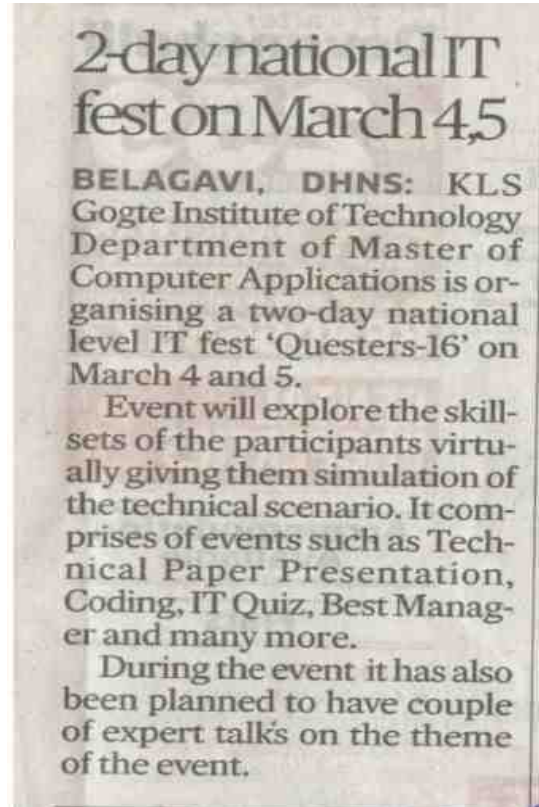 2-day national IT
fest on March 4,5
BELAGAVI, DHNS: KLS
Gogte Institute of Technology
Department of Master of
Computer Applications is or-
ganising a two-day national
level IT fest ‘Questers-16’ on
March 4 and 5.
Event will explore the skill-
sets of the participants virtu-
ally giving them simulation of
the technical scenario. It com-
prises of events such as Tech-
nical Paper Presentation,
Coding, IT Quiz, Best Manag-
er and many more.
During the event it has also
been planned to have couple
of expert talks on the theme
of the event.